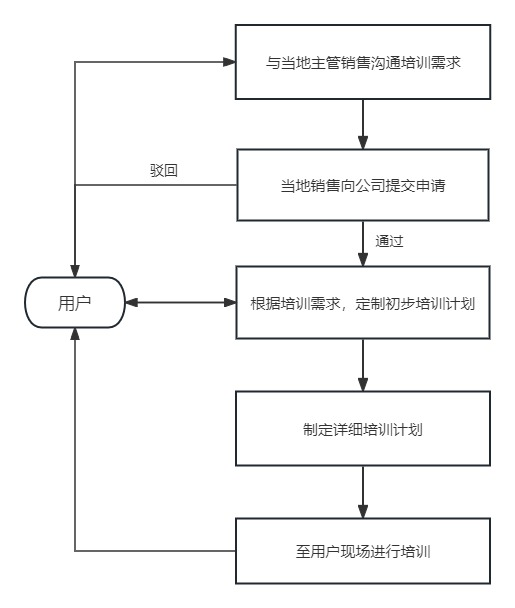 与当地主管销售沟通培训需求
驳回
当地销售向公司提交申请
通过
用户
根据培训需求，定制初步培训计划
制定详细培训计划
至用户现场进行培训